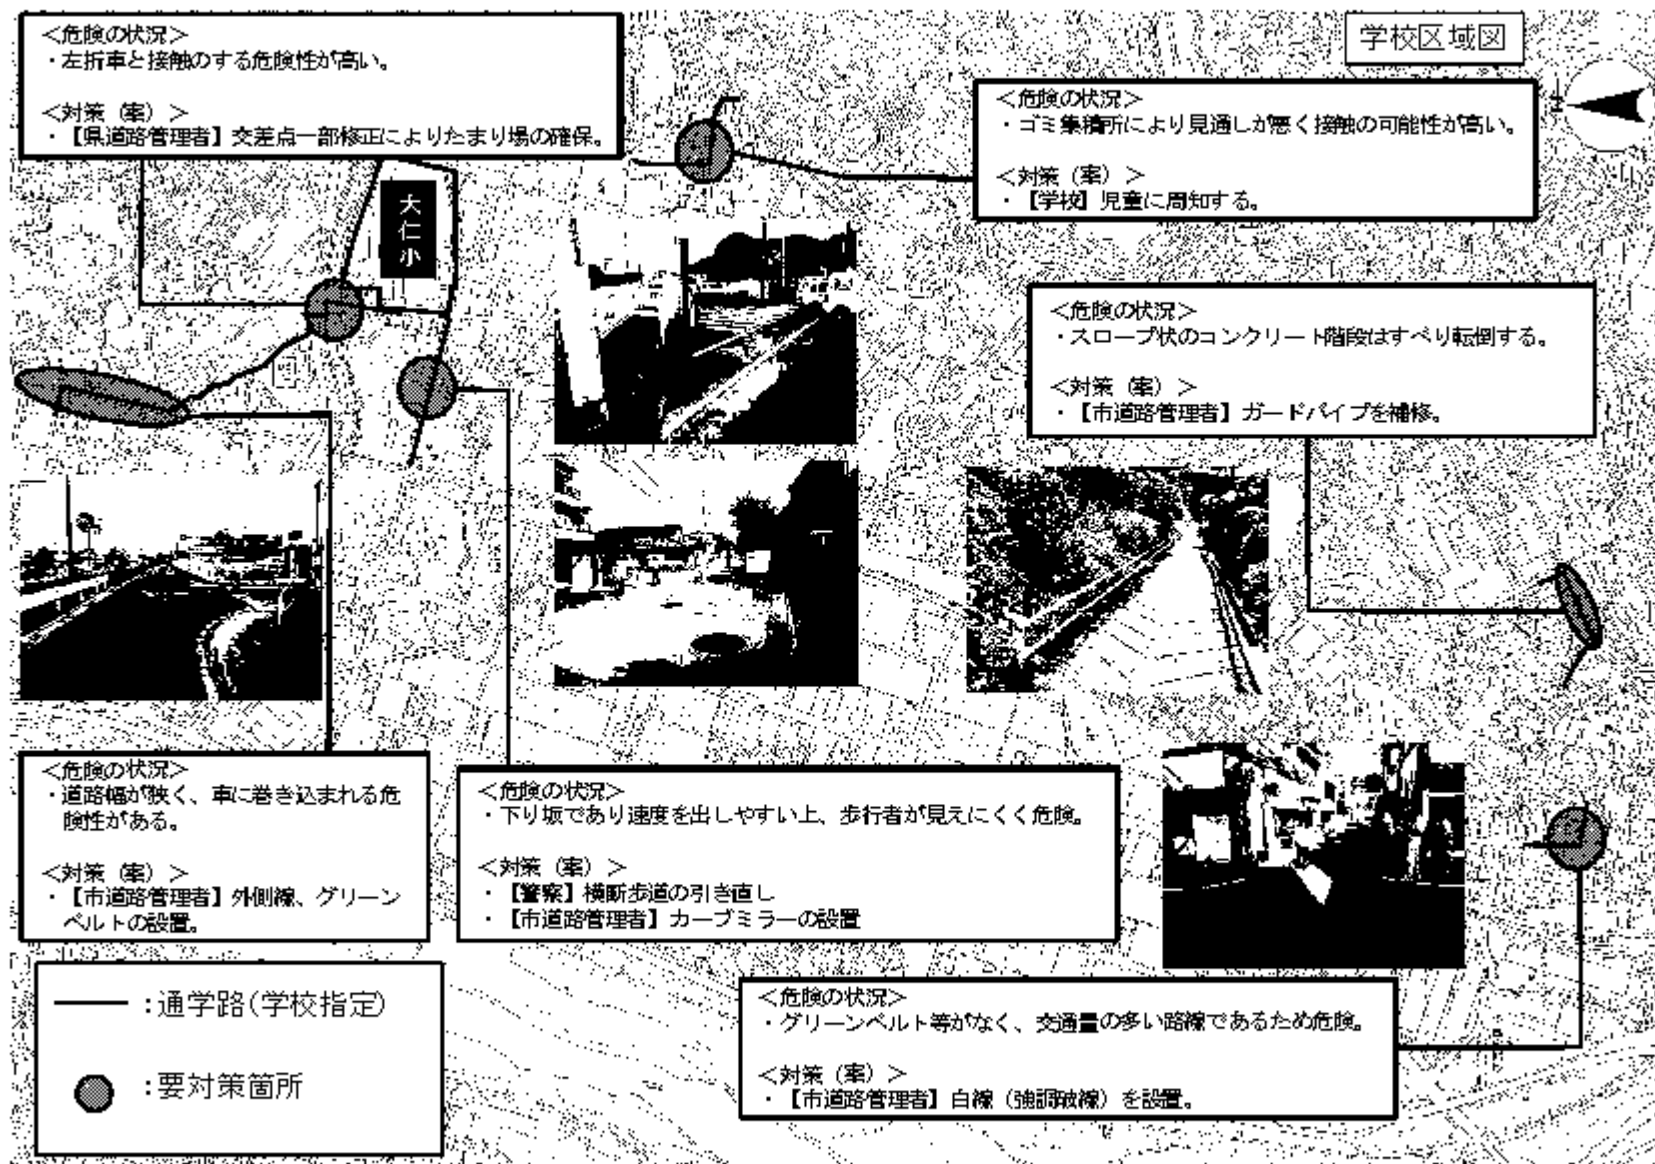 学校区域図
<危険の状況>
・左折車と接触のする危険性が高い。
<対策（案）>
・【県道路管理者】交差点一部修正によりたまり場の確保。
<危険の状況>
・ゴミ集積所により見通しが悪く接触の可能性が高い。
<対策（案）>
・【学校】児童に周知する。
大仁小
<危険の状況>
・スロープ状のコンクリート階段はすべり転倒する。
<対策（案）>
・【市道路管理者】ガードパイプを補修。
<危険の状況>
・道路幅が狭く、車に巻き込まれる危
険性がある。
<対策（案）>
・【市道路管理者】外側線、グリーン
ベルトの設置。
<危険の状況>
・下り坂であり速度を出しやすい上、歩行者が見えにくく危険。
<対策（案）>
・【警察】横断歩道の引き直し
・【市道路管理者】カーブミラーの設置
<危険の状況>
・グリーンベルト等がなく、交通量の多い路線であるため危険。
<対策（案）>
・【市道路管理者】白線（強調破線）を設置。
：通学路(学校指定)
：要対策箇所